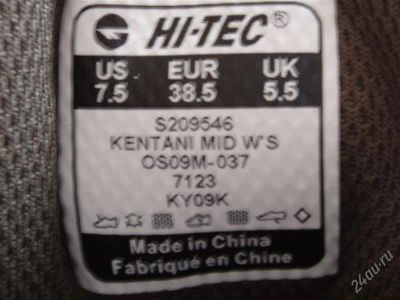 HI-TEC®
US EUR UK
7.5 38.5 5.5
S209546
KENTANI MID W'S
OS09M-037
7123
KY09K
Made in China
Fabriqué en Chine
24au.ru